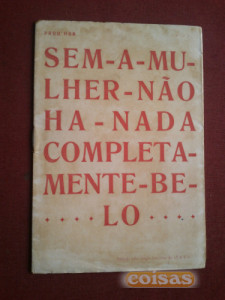 SEM-A-MU-
LHER-NÃO
HA-NADA
COMPLETA-
MENTE-BE-
....LO....
coisas